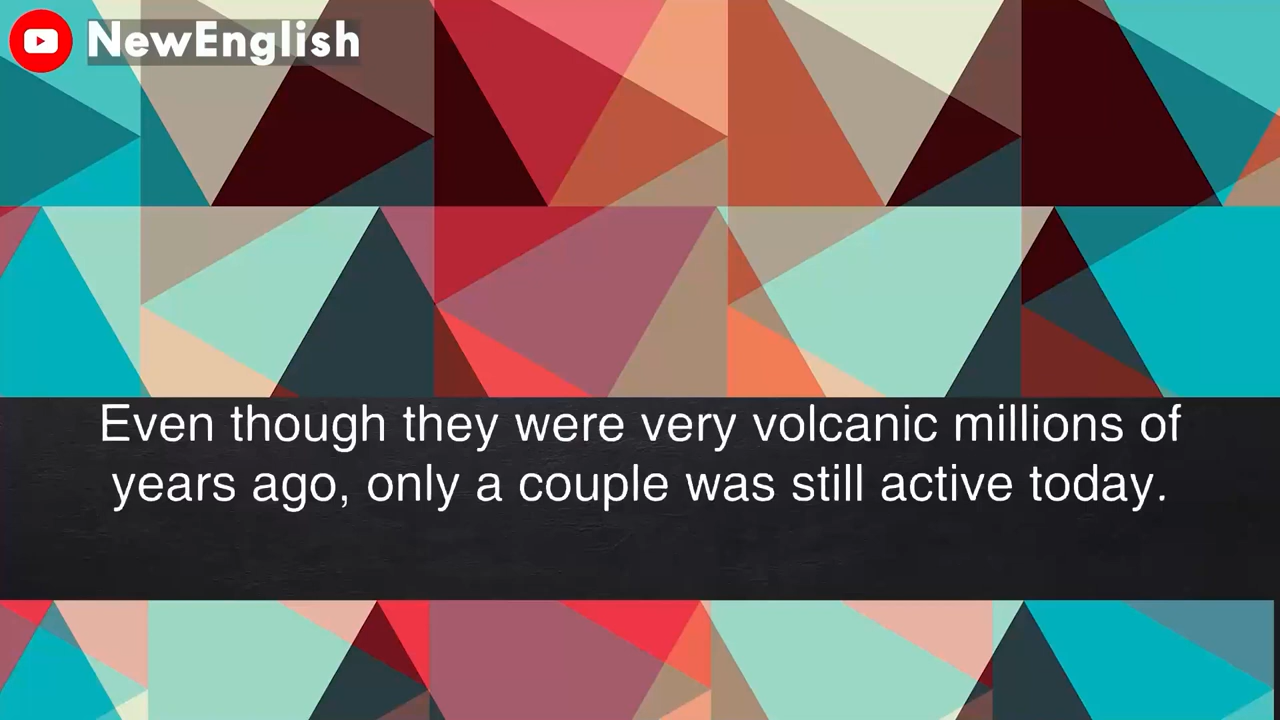 NewEnglish
Even though they were very volcanic millions of
years ago, only a couple was still active today.